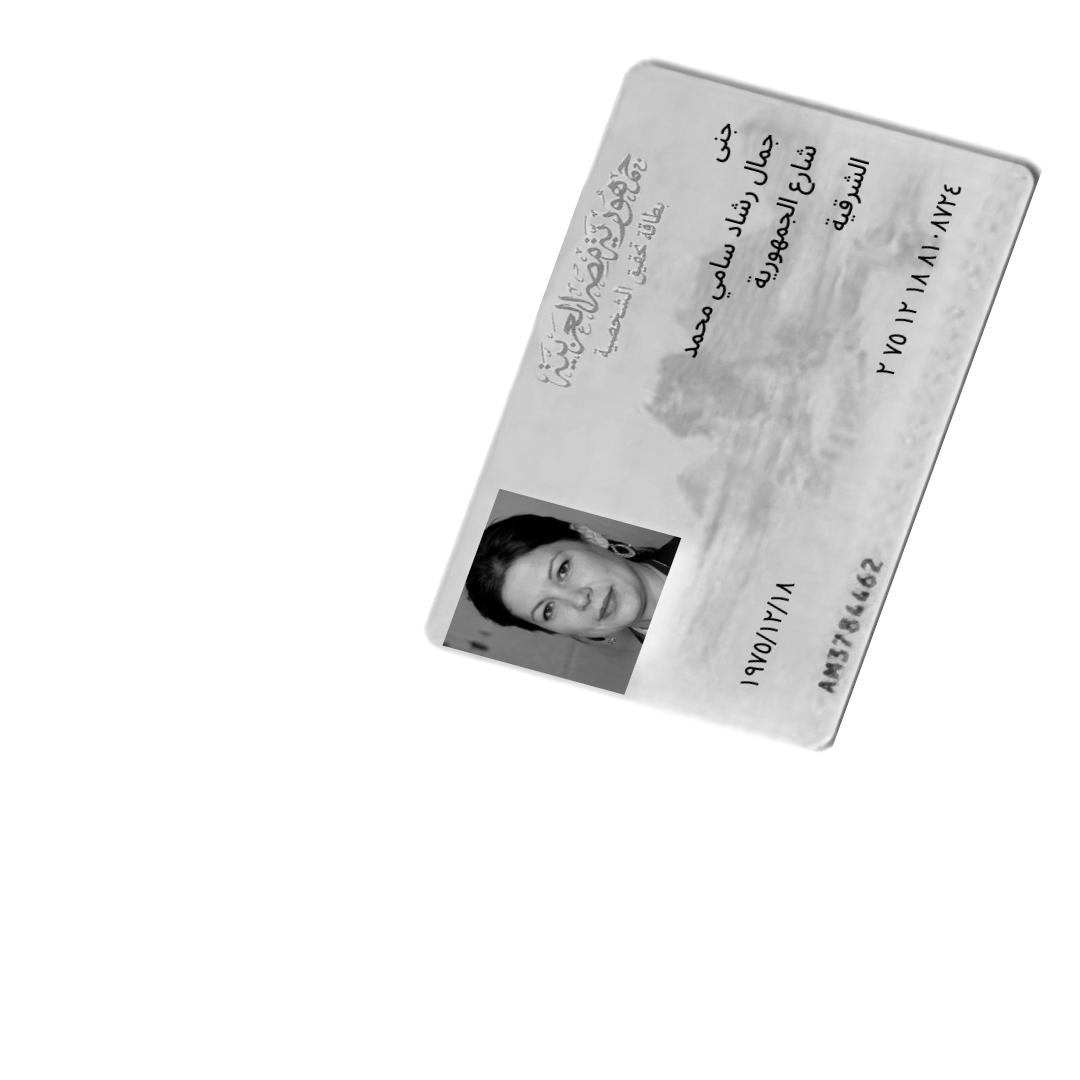 جمهورية مصر العربية
بطاقة تحقيق الشخصية
جنى
جمال رشاد سامي محمد
شارع الجمهورية
الشرقية
٢ ٧٥ ١٢ ١٨ ٨١٠٨٧٢٤
١٩٧٥/١٢/١٨
AM3784462